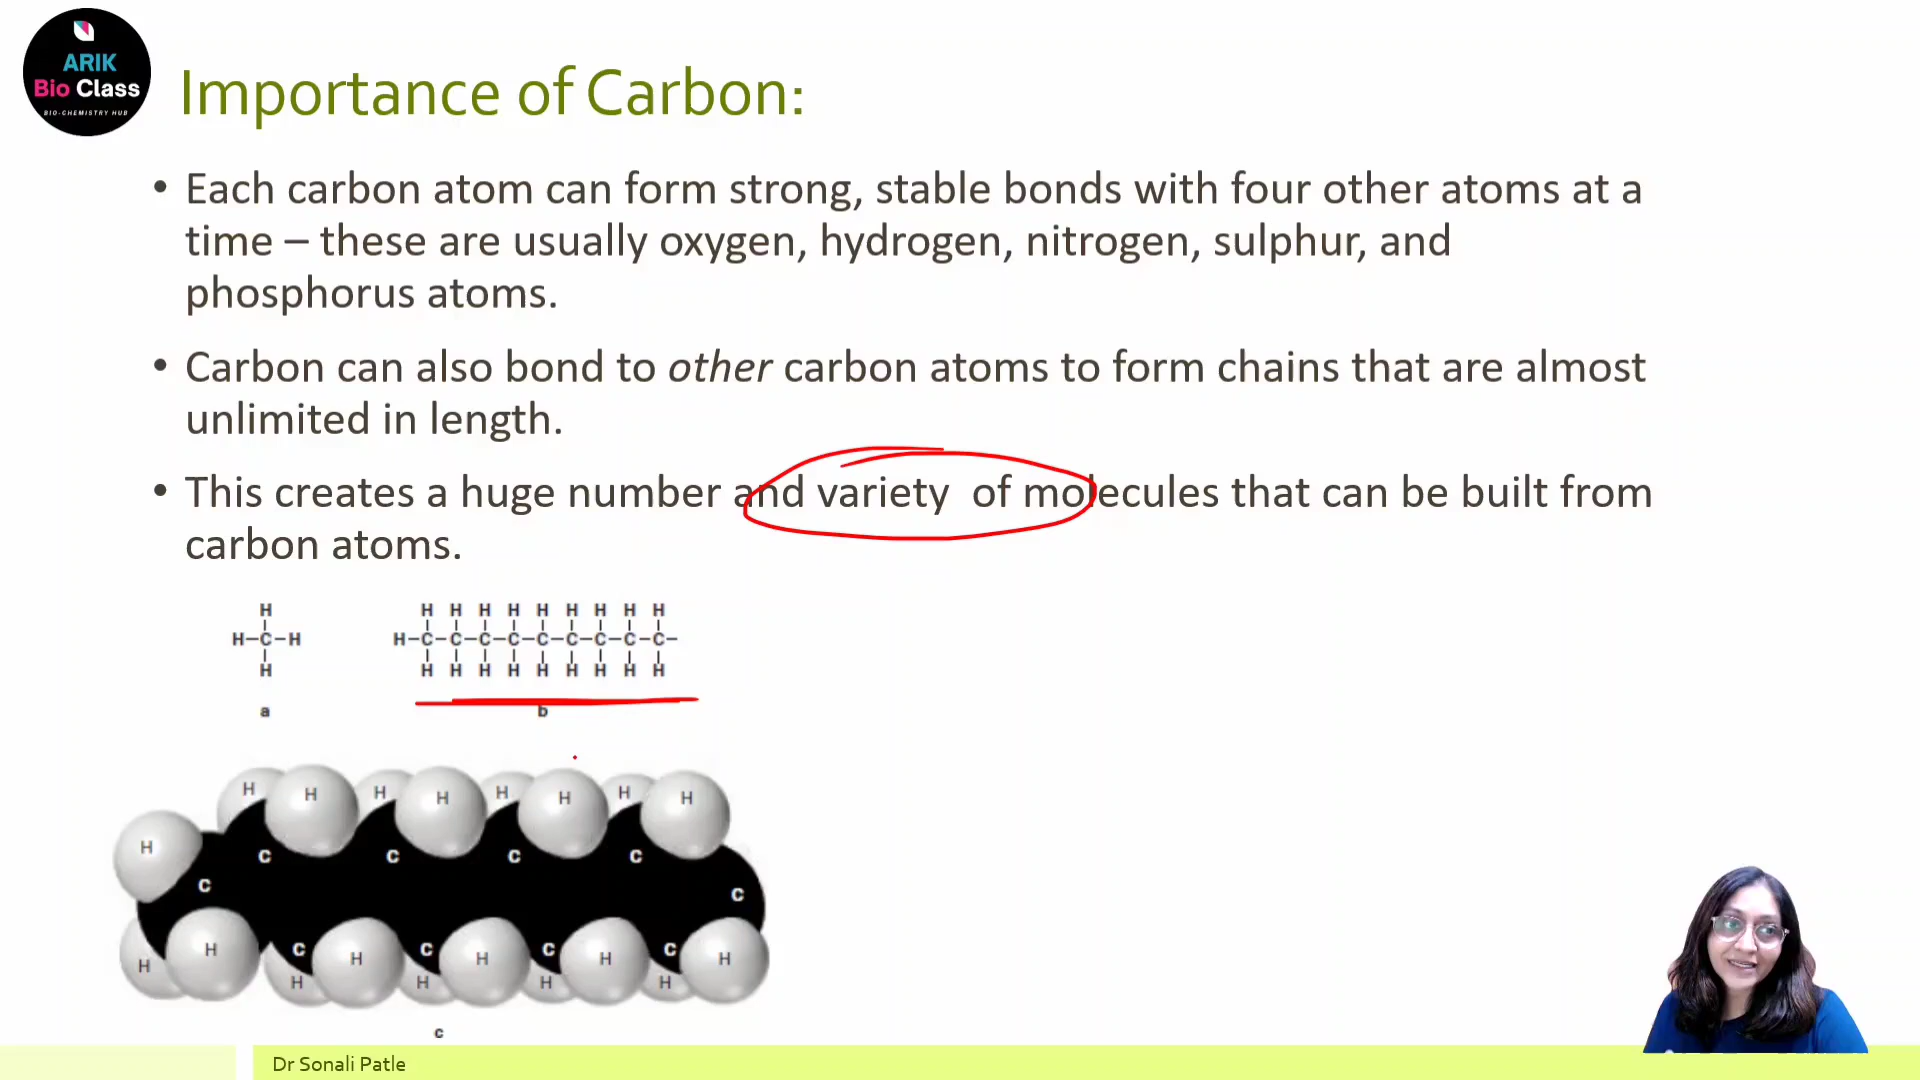 ARIK
Bio Class
BIO-CHEMISTRY HUB
Importance of Carbon:
• Each carbon atom can form strong, stable bonds with four other atoms at a
time – these are usually oxygen, hydrogen, nitrogen, sulphur, and
phosphorus atoms.
• Carbon can also bond to other carbon atoms to form chains that are almost
unlimited in length.
• This creates a huge number and variety of molecules that can be built from
carbon atoms.
H H H H H H H H H H
H–C–H H–C–C–C–C–C–C–C–C–C–
H H H H H H H H H H
a b
H H H H H H H H
H C C C C
C C
H H C H C H C H C H
H H H H
c
Dr Sonali Patle